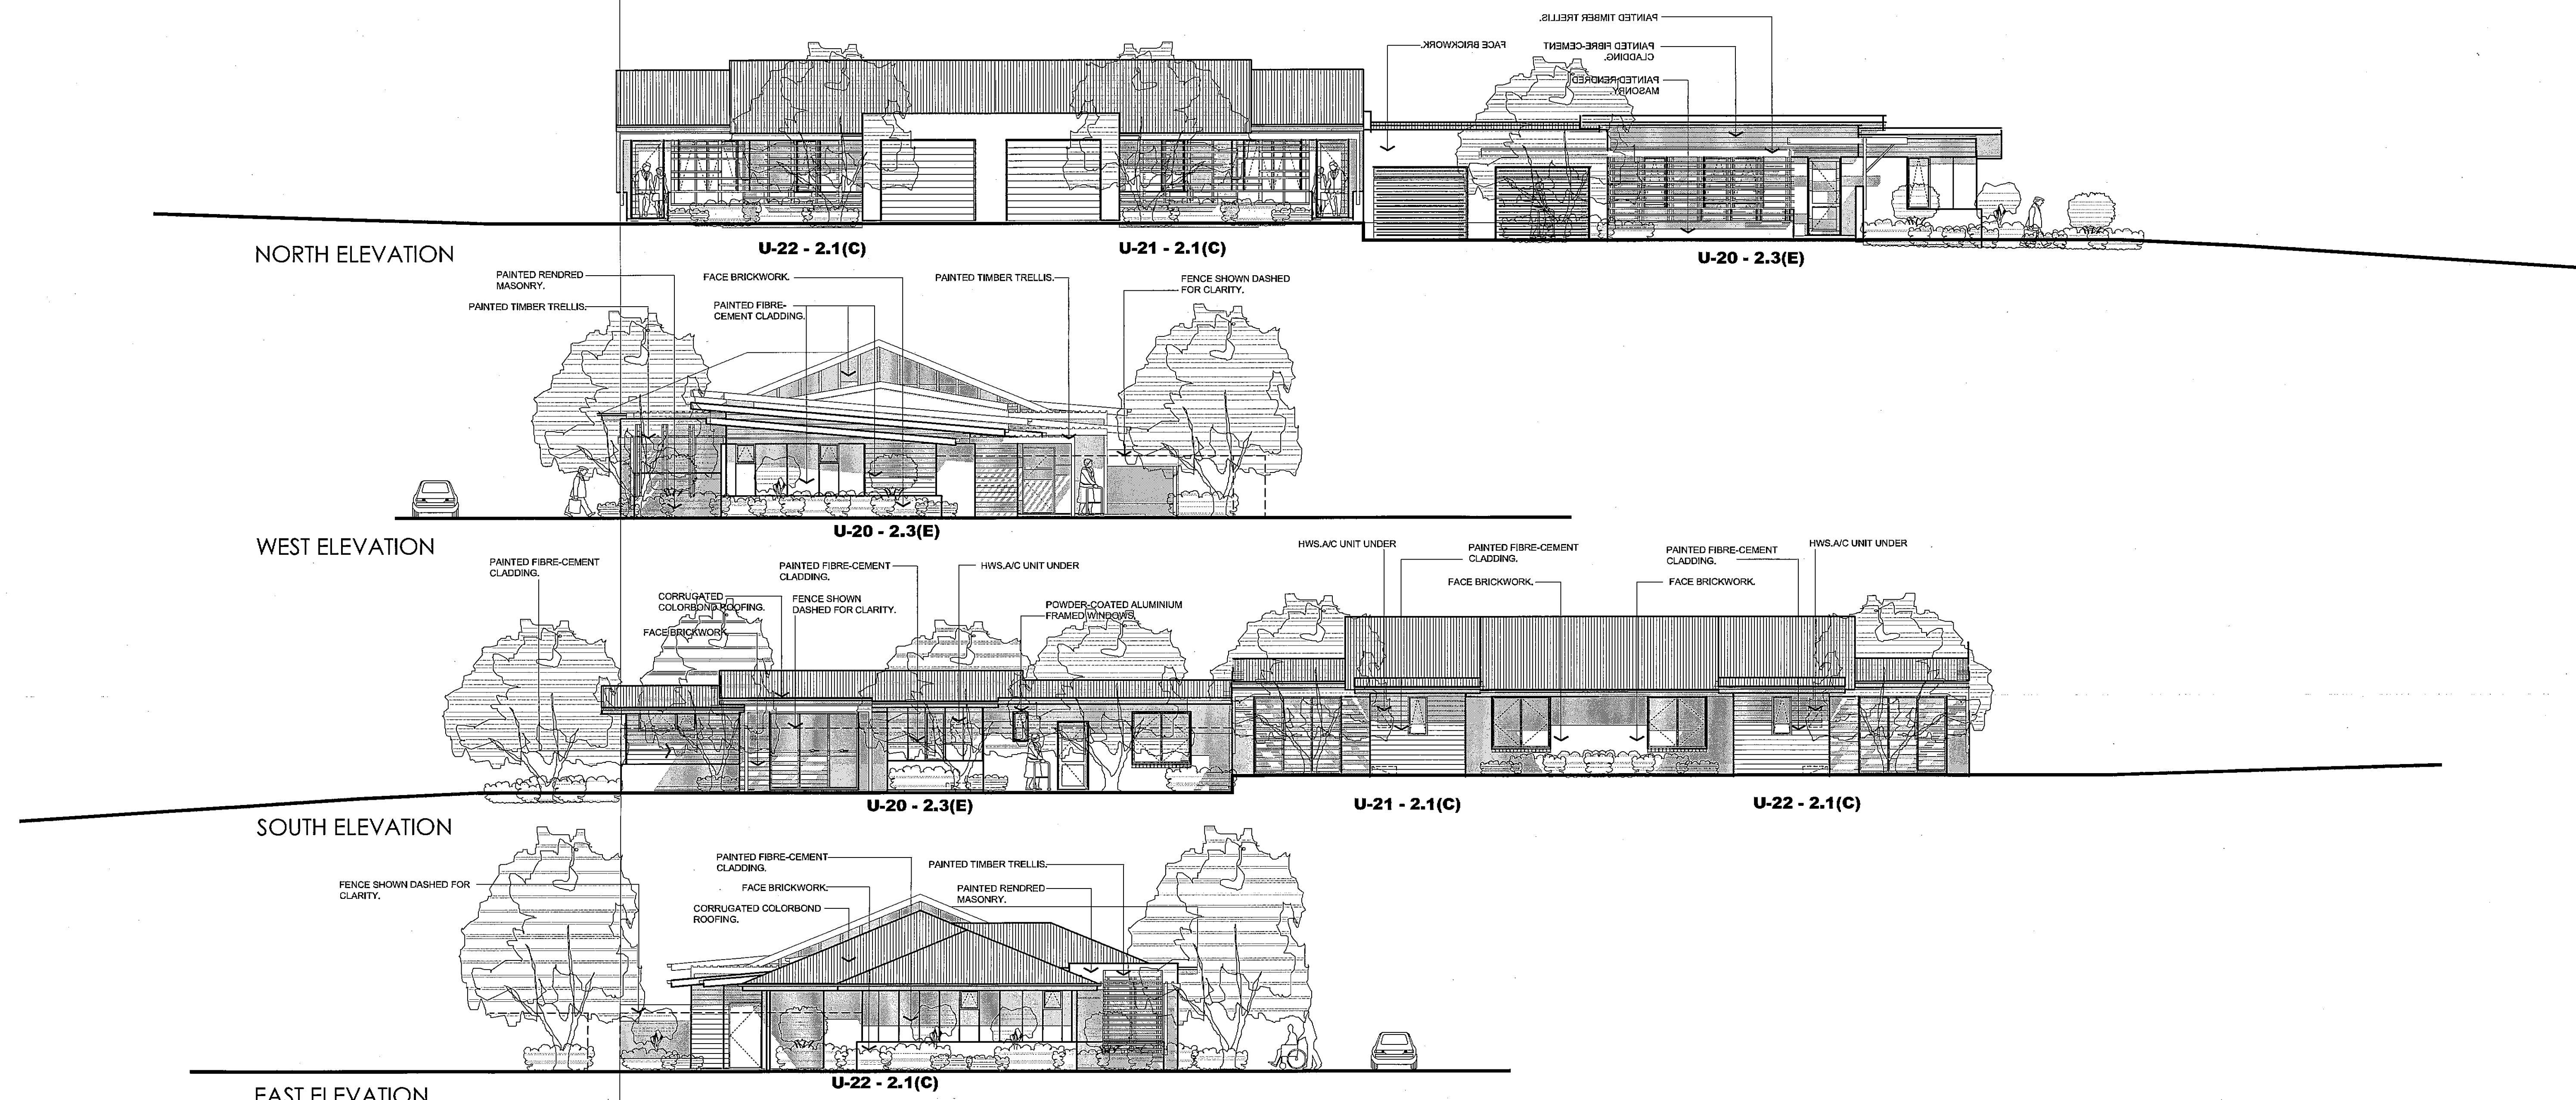 PAINTED TIMBER TRELLIS.
FACE BRICKWORK.
PAINTED FIBRE-CEMENT
CLADDING.
PAINTED RENDRED
MASONRY.
U-22 - 2.1(C)
U-21 - 2.1(C)
U-20 - 2.3(E)
NORTH ELEVATION
PAINTED RENDRED
MASONRY.
PAINTED TIMBER TRELLIS.
FACE BRICKWORK.
PAINTED FIBRE-
CEMENT CLADDING.
PAINTED TIMBER TRELLIS.
FENCE SHOWN DASHED
FOR CLARITY.
U-20 - 2.3(E)
WEST ELEVATION
PAINTED FIBRE-CEMENT
CLADDING.
CORRUGATED
COLORBOND ROOFING.
FACE BRICKWORK
PAINTED FIBRE-CEMENT
CLADDING.
FENCE SHOWN
DASHED FOR CLARITY.
HWS.A/C UNIT UNDER
POWDER-COATED ALUMINIUM
FRAMED WINDOWS
HWS.A/C UNIT UNDER
PAINTED FIBRE-CEMENT
CLADDING.
FACE BRICKWORK.
PAINTED FIBRE-CEMENT
CLADDING.
FACE BRICKWORK.
HWS.A/C UNIT UNDER
U-20 - 2.3(E)
U-21 - 2.1(C)
U-22 - 2.1(C)
SOUTH ELEVATION
FENCE SHOWN DASHED FOR
CLARITY.
PAINTED FIBRE-CEMENT
CLADDING.
FACE BRICKWORK.
CORRUGATED COLORBOND
ROOFING.
PAINTED TIMBER TRELLIS.
PAINTED RENDRED
MASONRY.
U-22 - 2.1(C)
EAST ELEVATION